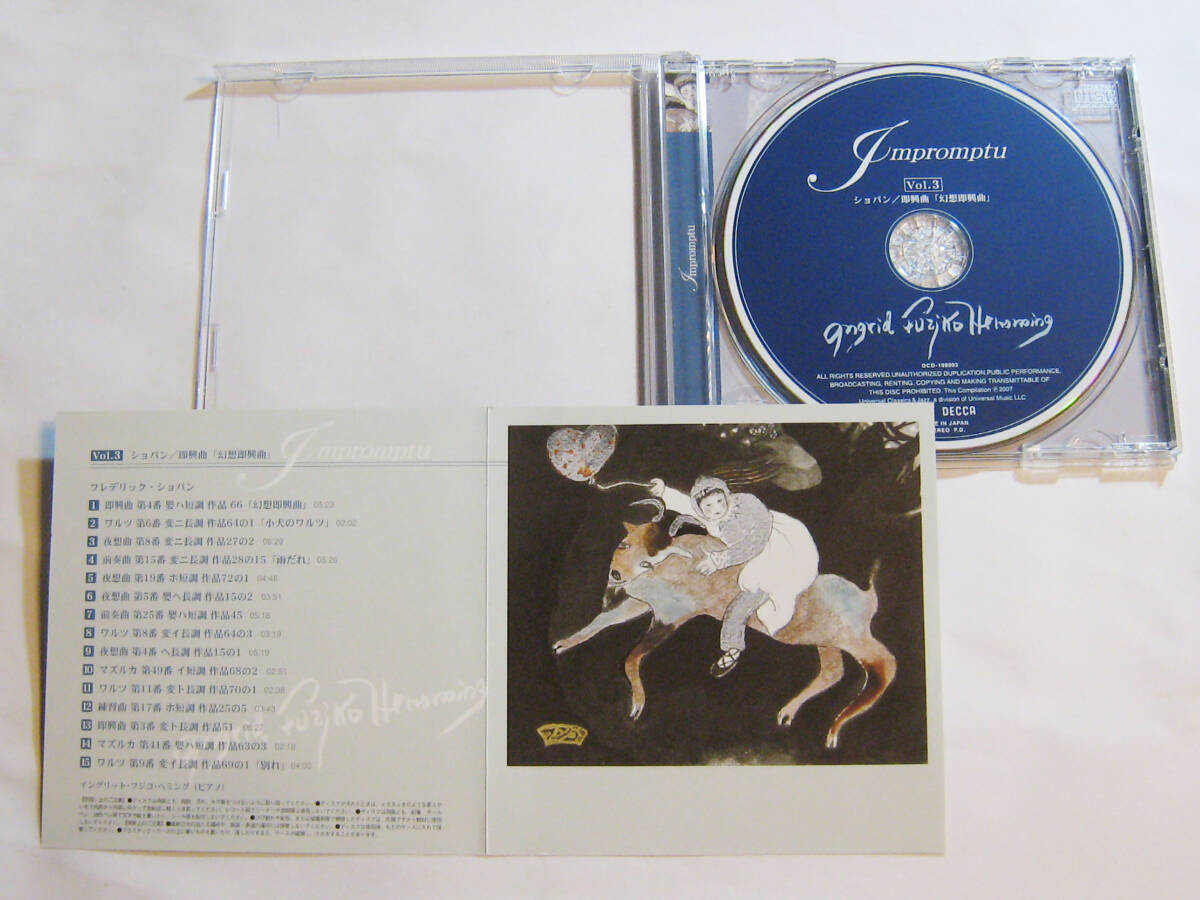 Impromptu
Vol.3
ショパン／即興曲「幻想即興曲」
Ingrid Fuziko Hemming
DCD-198003
ALL RIGHTS RESERVED.UNAUTHORIZED DUPLICATION,PUBLIC PERFORMANCE,
BROADCASTING, RENTING, COPYING AND MAKING TRANSMITTABLE OF
THIS DISC PROHIBITED. This Compilation Ⓟ 2007
Universal Classics & Jazz, a division of Universal Music LLC
DECCA
IN JAPAN
P.D.
Impromptu
Vol.3 ショパン／即興曲「幻想即興曲」
Impromptu
フレデリック・ショパン
1 即興曲 第4番 嬰ハ短調 作品 66「幻想即興曲」 05:23
2 ワルツ 第6番 変ニ長調 作品64の1「小犬のワルツ」 02:02
3 夜想曲 第8番 変ニ長調 作品27の2 06:29
4 前奏曲 第15番 変ニ長調 作品28の15「雨だれ」 05:26
5 夜想曲 第19番 ホ短調 作品72の1 04:46
6 夜想曲 第5番 嬰ヘ長調 作品15の2 03:51
7 前奏曲 第25番 嬰ハ短調 作品45 05:18
8 ワルツ 第8番 変イ長調 作品64の3 03:19
9 夜想曲 第4番 ヘ長調 作品15の1 05:19
10 マズルカ 第49番 イ短調 作品68の2 02:51
11 ワルツ 第11番 変ト長調 作品70の1 02:38
12 練習曲 第17番 ホ短調 作品25の5 03:43
13 即興曲 第3番 変ト長調 作品51 06:27
14 マズルカ 第41番 嬰ハ短調 作品63の3 02:18
15 ワルツ 第9番 変イ長調 作品69の1「別れ」 04:00
Ingrid Fuziko Hemming
イングリット・フジコ・ヘミング（ピアノ）